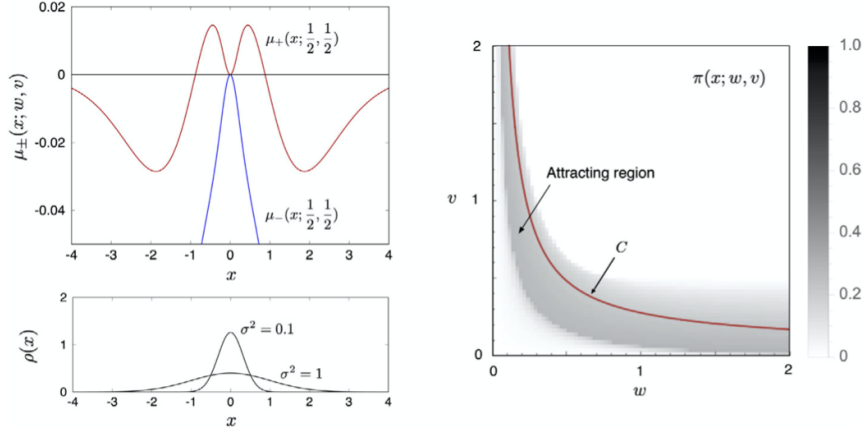 0.02
0
-0.02
-0.04
μ±(x; w, v)
μ₊(x; 1/2, 1/2)
μ₋(x; 1/2, 1/2)
-4 -3 -2 -1 0 1 2 3 4
x
2
1
0
ρ(x)
σ² = 0.1
σ² = 1
-4 -3 -2 -1 0 1 2 3 4
x
2
1
0
v
π(x; w, v)
Attracting region
C
0 1 2
w
1.0
0.8
0.6
0.4
0.2
0